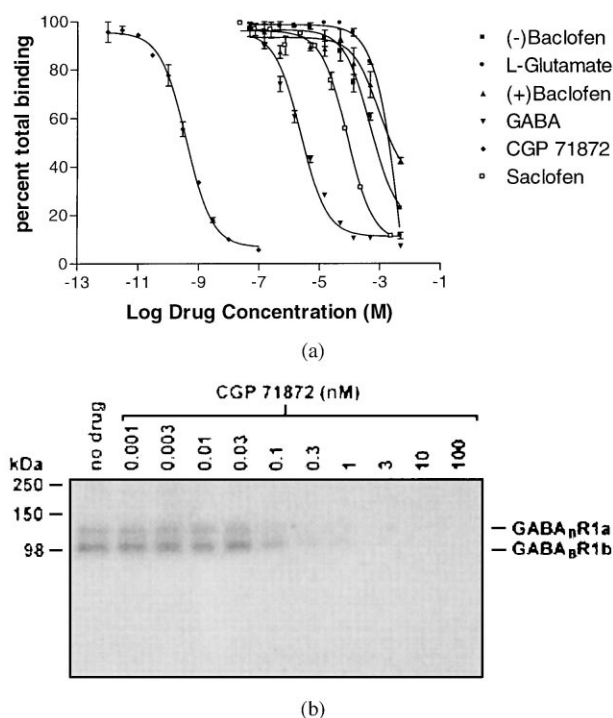 100
80
60
40
20
0
percent total binding
-13
-11
-9
-7
-5
-3
-1
Log Drug Concentration (M)
(-)Baclofen
L-Glutamate
(+)Baclofen
GABA
CGP 71872
Saclofen
(a)
CGP 71872 (nM)
no drug
0.001
0.003
0.01
0.03
0.1
0.3
1
3
10
100
kDa
250
150
98
GABA_BR1a
GABA_BR1b
(b)